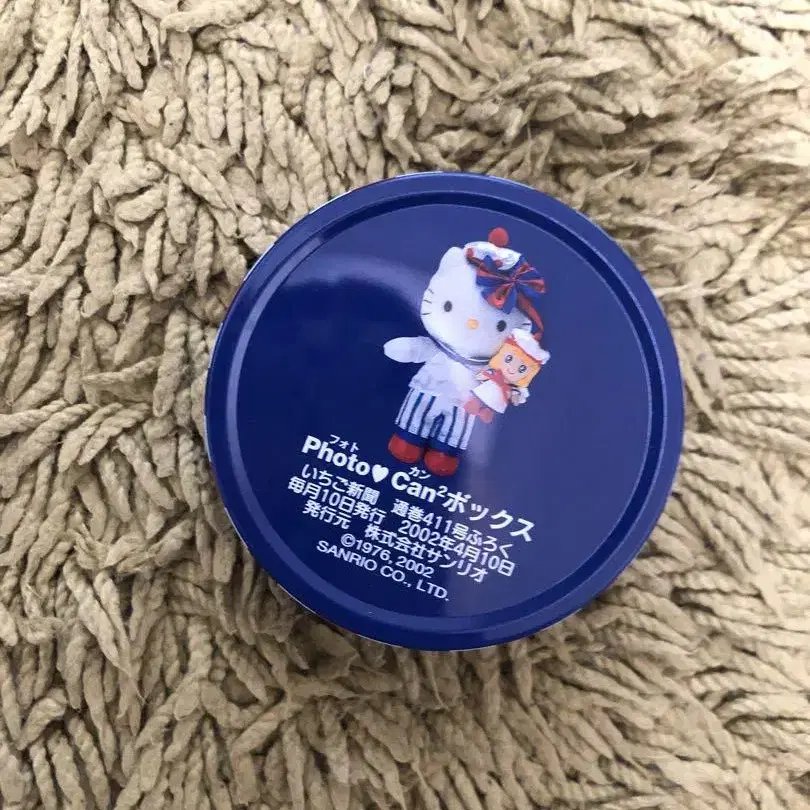 フォト カン
Photo♥Can²ボックス
いちご新聞 通巻411号ふろく
毎月10日発行 2002年4月10日
発行元 株式会社サンリオ
©1976, 2002
SANRIO CO., LTD.